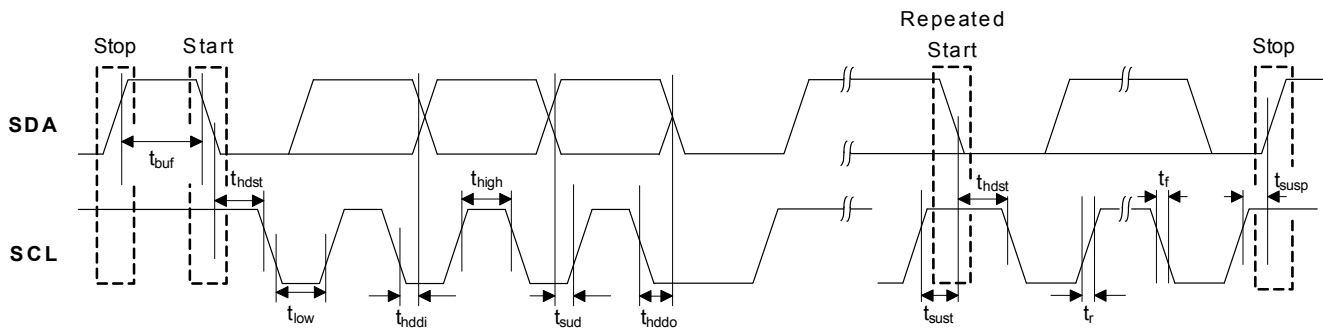 Repeated
Stop Start Start Stop
SDA
t_buf
t_hdst t_high t_hdst t_f t_susp
SCL
t_low t_hddi t_sud t_hddo t_sust t_r